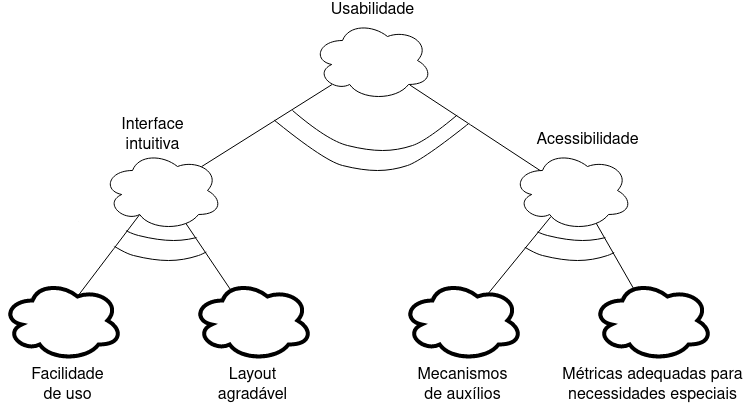 Usabilidade
Interface
intuitiva
Acessibilidade
Facilidade
de uso
Layout
agradável
Mecanismos
de auxílios
Métricas adequadas para
necessidades especiais